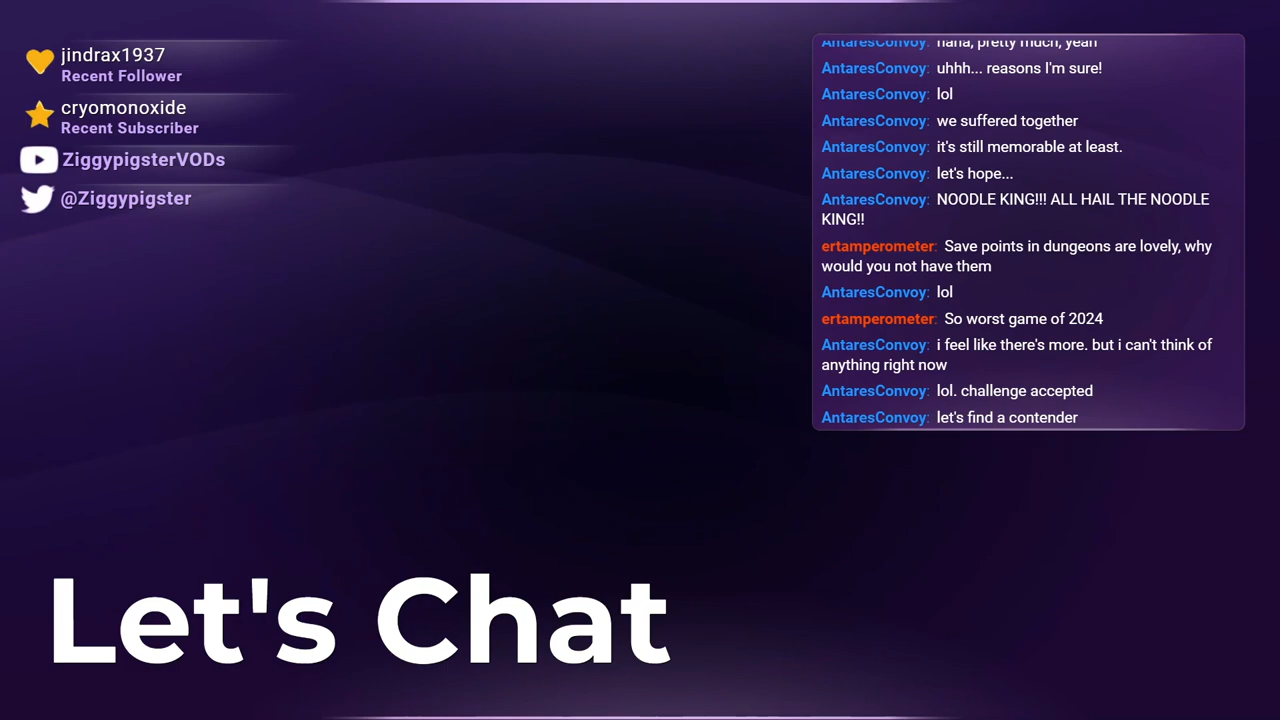 jindrax1937
Recent Follower
cryomonoxide
Recent Subscriber
ZiggypigsterVODs
@Ziggypigster
AntaresConvoy: haha, pretty much, yeah
AntaresConvoy: uhhh... reasons I'm sure!
AntaresConvoy: lol
AntaresConvoy: we suffered together
AntaresConvoy: it's still memorable at least.
AntaresConvoy: let's hope...
AntaresConvoy: NOODLE KING!!! ALL HAIL THE NOODLE
KING!!
ertamperometer: Save points in dungeons are lovely, why
would you not have them
AntaresConvoy: lol
ertamperometer: So worst game of 2024
AntaresConvoy: i feel like there's more. but i can't think of
anything right now
AntaresConvoy: lol. challenge accepted
AntaresConvoy: let's find a contender
Let's Chat